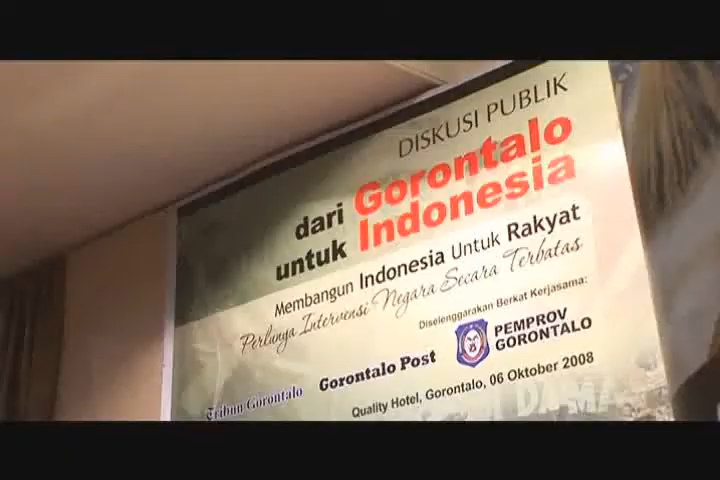 DISKUSI PUBLIK
dari Gorontalo
untuk Indonesia
Membangun Indonesia Untuk Rakyat
Perlunya Intervensi Negara Secara Terbatas
Diselenggarakan Berkat Kerjasama:
Tribun Gorontalo Gorontalo Post PEMPROV GORONTALO
Quality Hotel, Gorontalo, 06 Oktober 2008